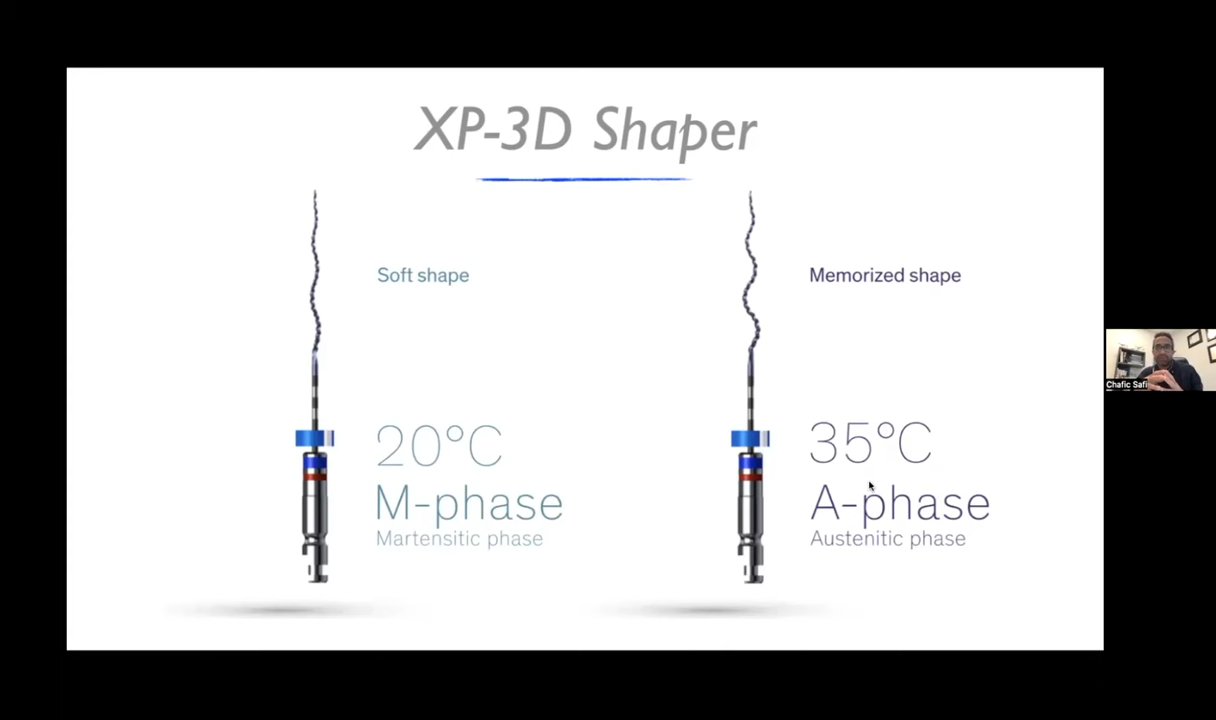 XP-3D Shaper
Soft shape
Memorized shape
20°C
M-phase
Martensitic phase
35°C
A-phase
Austenitic phase
Chafic Safi